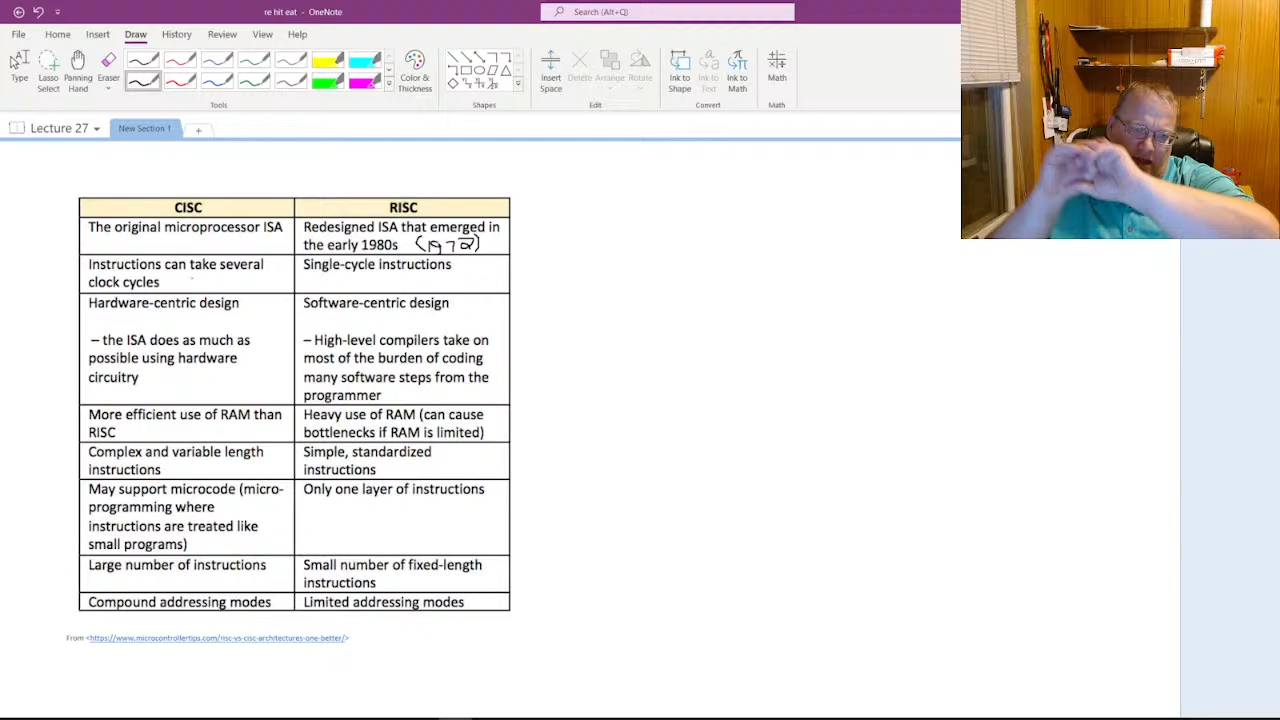 re hit eat - OneNote
Search (Alt+Q)
File Home Insert Draw History Review View Help
Type
Lasso Select
Panning Hand
Eraser
Color & Thickness
Insert Space
Delete
Arrange
Rotate
Ink to Shape
Ink to Text
Ink to Math
Math
Tools
Shapes
Edit
Convert
Math
Lecture 27
New Section 1
CISC
RISC
The original microprocessor ISA
Redesigned ISA that emerged in
the early 1980s (1972)
Instructions can take several
clock cycles
Single-cycle instructions
Hardware-centric design
– the ISA does as much as
possible using hardware
circuitry
Software-centric design
– High-level compilers take on
most of the burden of coding
many software steps from the
programmer
More efficient use of RAM than
RISC
Heavy use of RAM (can cause
bottlenecks if RAM is limited)
Complex and variable length
instructions
Simple, standardized
instructions
May support microcode (micro-
programming where
instructions are treated like
small programs)
Only one layer of instructions
Large number of instructions
Small number of fixed-length
instructions
Compound addressing modes
Limited addressing modes
From <https://www.microcontrollertips.com/risc-vs-cisc-architectures-one-better/>